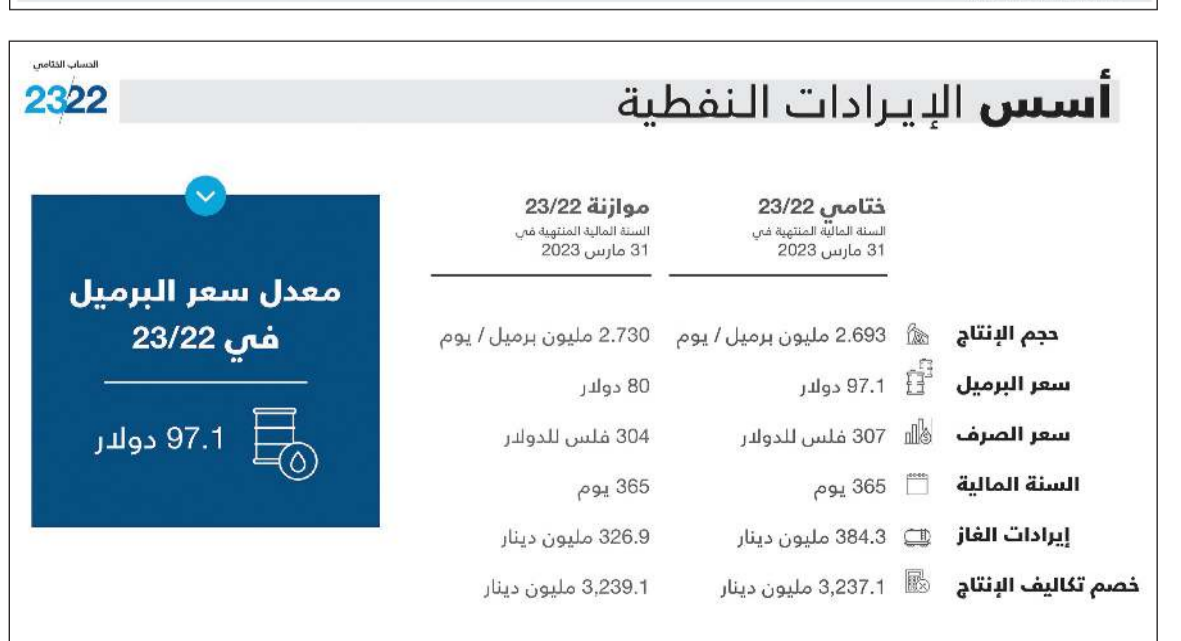 الحساب الختامي
23/22
أسس الإيرادات النفطية
ختامي 23/22
السنة المالية المنتهية في
31 مارس 2023
موازنة 23/22
السنة المالية المنتهية في
31 مارس 2023
حجم الإنتاج 2.693 مليون برميل / يوم 2.730 مليون برميل / يوم
سعر البرميل 97.1 دولار 80 دولار
سعر الصرف 307 فلس للدولار 304 فلس للدولار
السنة المالية 365 يوم 365 يوم
إيرادات الغاز 384.3 مليون دينار 326.9 مليون دينار
خصم تكاليف الإنتاج 3,237.1 مليون دينار 3,239.1 مليون دينار
معدل سعر البرميل
في 23/22
97.1 دولار